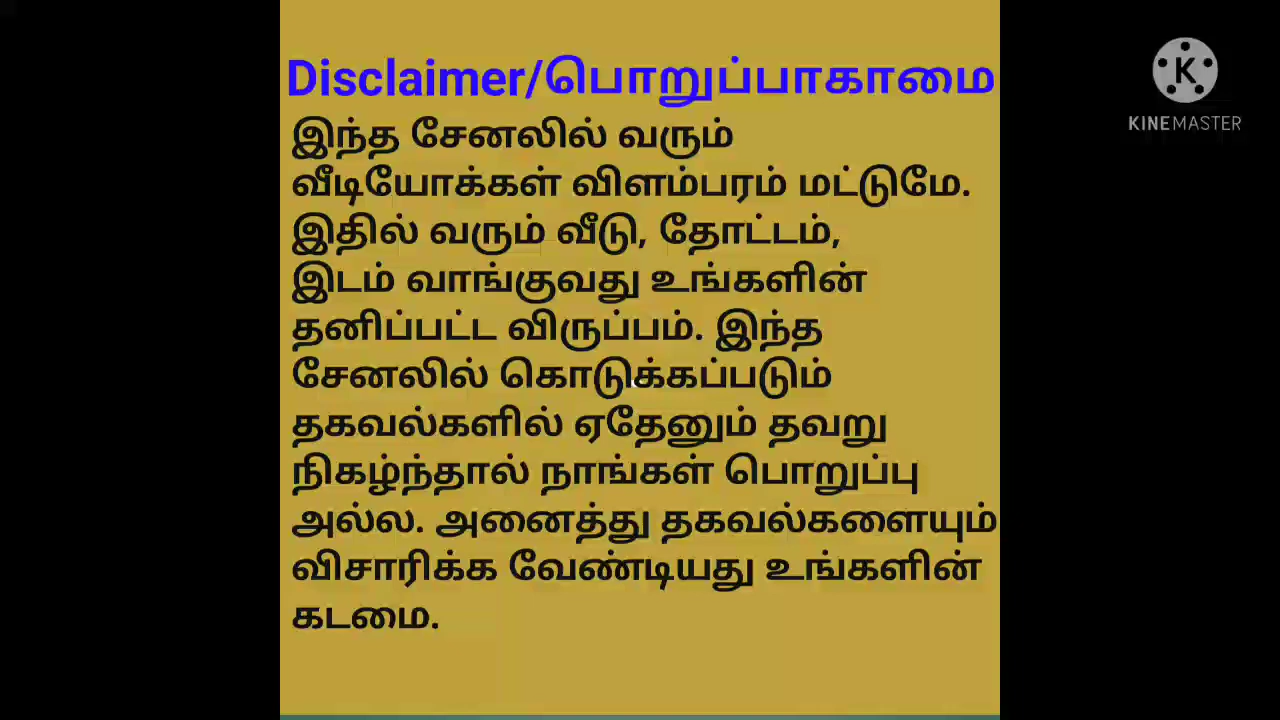 Disclaimer/பொறுப்பாகாமை
இந்த சேனலில் வரும்
வீடியோக்கள் விளம்பரம் மட்டுமே.
இதில் வரும் வீடு, தோட்டம்,
இடம் வாங்குவது உங்களின்
தனிப்பட்ட விருப்பம். இந்த
சேனலில் கொடுக்கப்படும்
தகவல்களில் ஏதேனும் தவறு
நிகழ்ந்தால் நாங்கள் பொறுப்பு
அல்ல. அனைத்து தகவல்களையும்
விசாரிக்க வேண்டியது உங்களின்
கடமை.
K
KINEMASTER